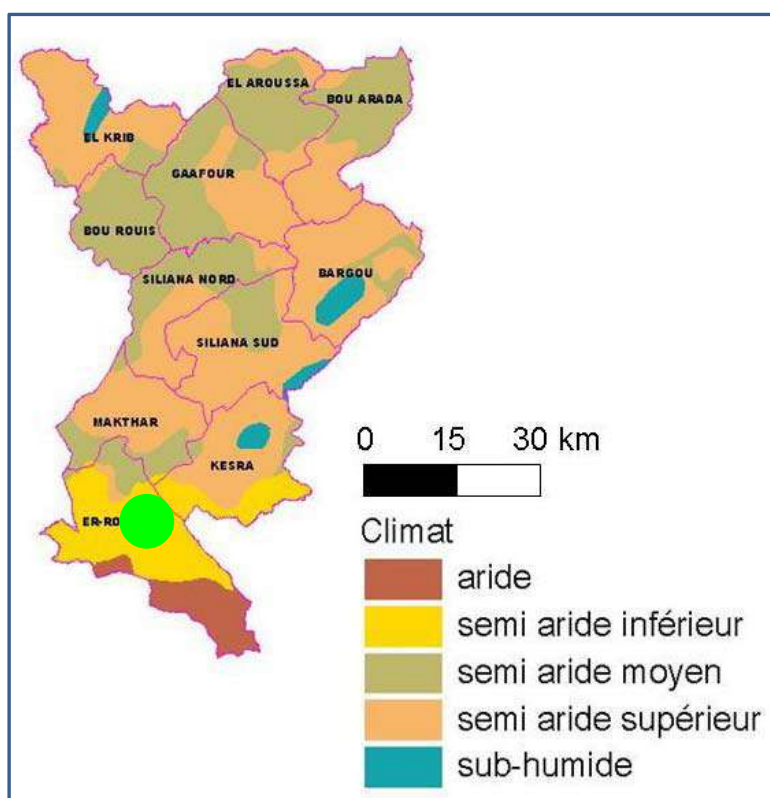 EL AROUSSA
BOU ARADA
EL KRIB
GAAFOUR
BOU ROUIS
SILIANA NORD
BARGOU
SILIANA SUD
MAKTHAR
KESRA
0 15 30 km
Climat
aride
semi aride inférieur
semi aride moyen
semi aride supérieur
sub-humide